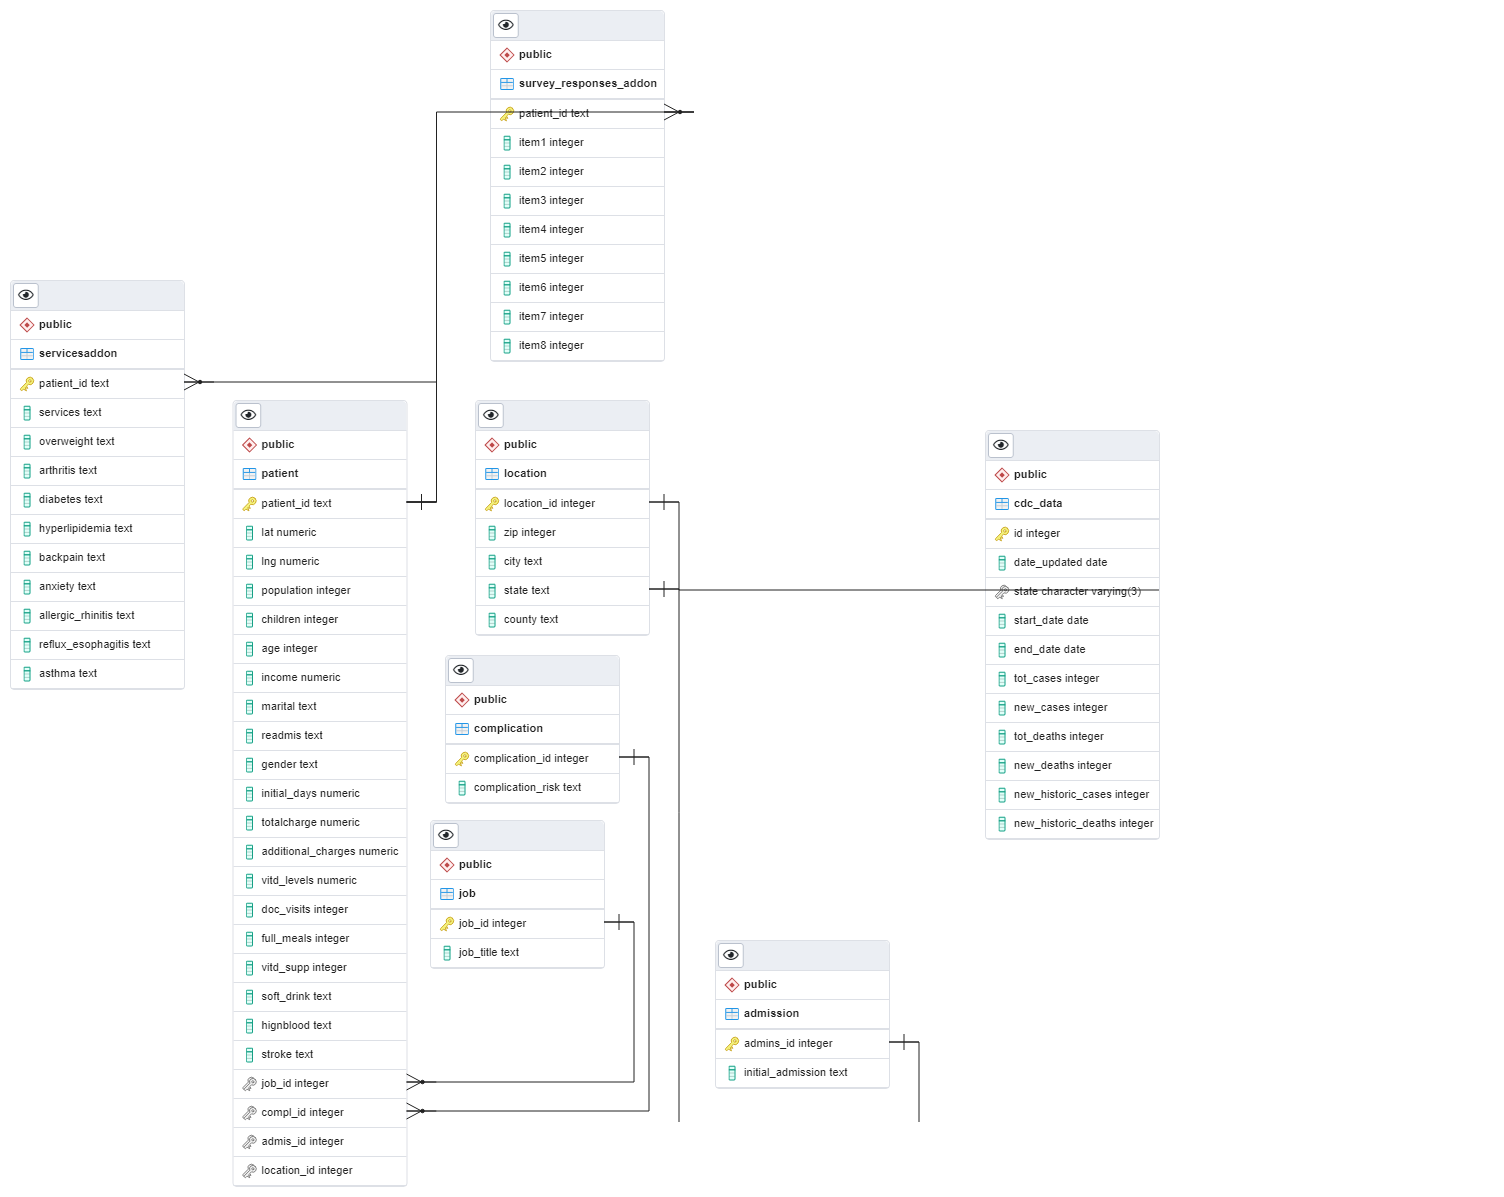 public
survey_responses_addon
patient_id text
item1 integer
item2 integer
item3 integer
item4 integer
item5 integer
item6 integer
item7 integer
item8 integer
public
servicesaddon
patient_id text
services text
overweight text
arthritis text
diabetes text
hyperlipidemia text
backpain text
anxiety text
allergic_rhinitis text
reflux_esophagitis text
asthma text
public
patient
patient_id text
lat numeric
lng numeric
population integer
children integer
age integer
income numeric
marital text
readmis text
gender text
initial_days numeric
totalcharge numeric
additional_charges numeric
vitd_levels numeric
doc_visits integer
full_meals integer
vitd_supp integer
soft_drink text
hignblood text
stroke text
job_id integer
compl_id integer
admis_id integer
location_id integer
public
location
location_id integer
zip integer
city text
state text
county text
public
complication
complication_id integer
complication_risk text
public
job
job_id integer
job_title text
public
cdc_data
id integer
date_updated date
state character varying(3)
start_date date
end_date date
tot_cases integer
new_cases integer
tot_deaths integer
new_deaths integer
new_historic_cases integer
new_historic_deaths integer
public
admission
admins_id integer
initial_admission text